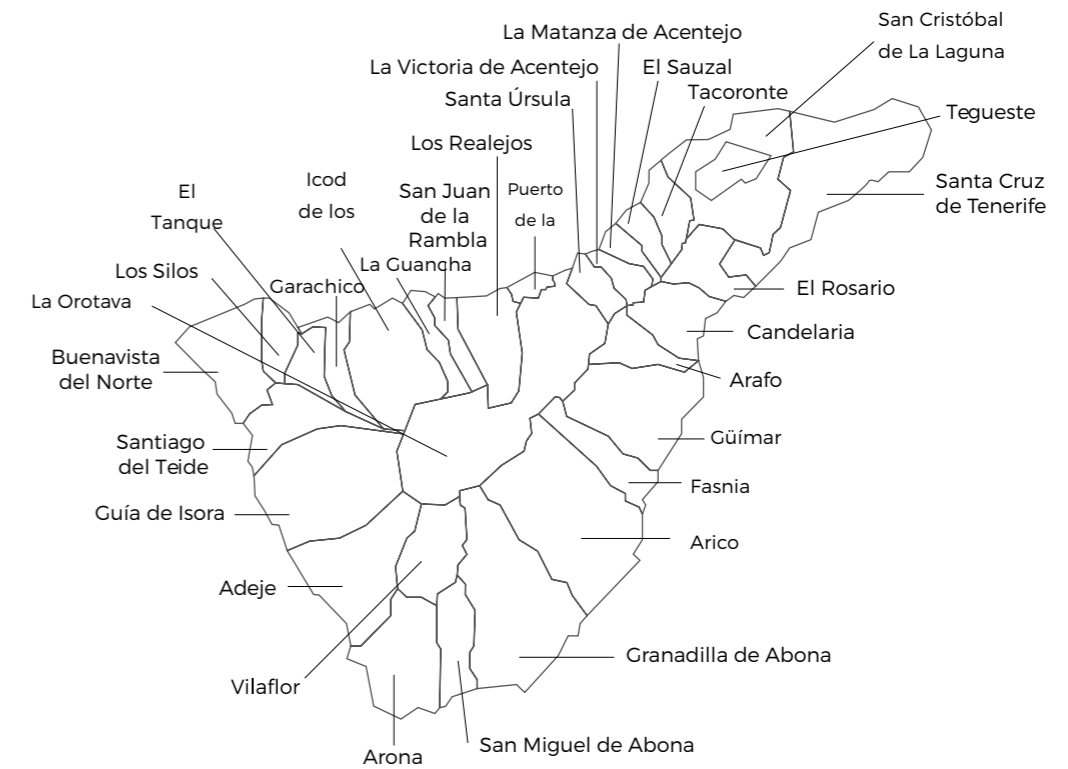 San Cristóbal
de La Laguna
La Matanza de Acentejo
La Victoria de Acentejo
El Sauzal
Santa Úrsula
Tacoronte
Tegueste
Los Realejos
Santa Cruz
de Tenerife
El
Tanque
Icod
de los
San Juan
de la
Rambla
Puerto
de la
La Guancha
Los Silos
Garachico
La Orotava
El Rosario
Candelaria
Buenavista
del Norte
Arafo
Santiago
del Teide
Güímar
Fasnia
Guía de Isora
Arico
Adeje
Granadilla de Abona
Vilaflor
San Miguel de Abona
Arona